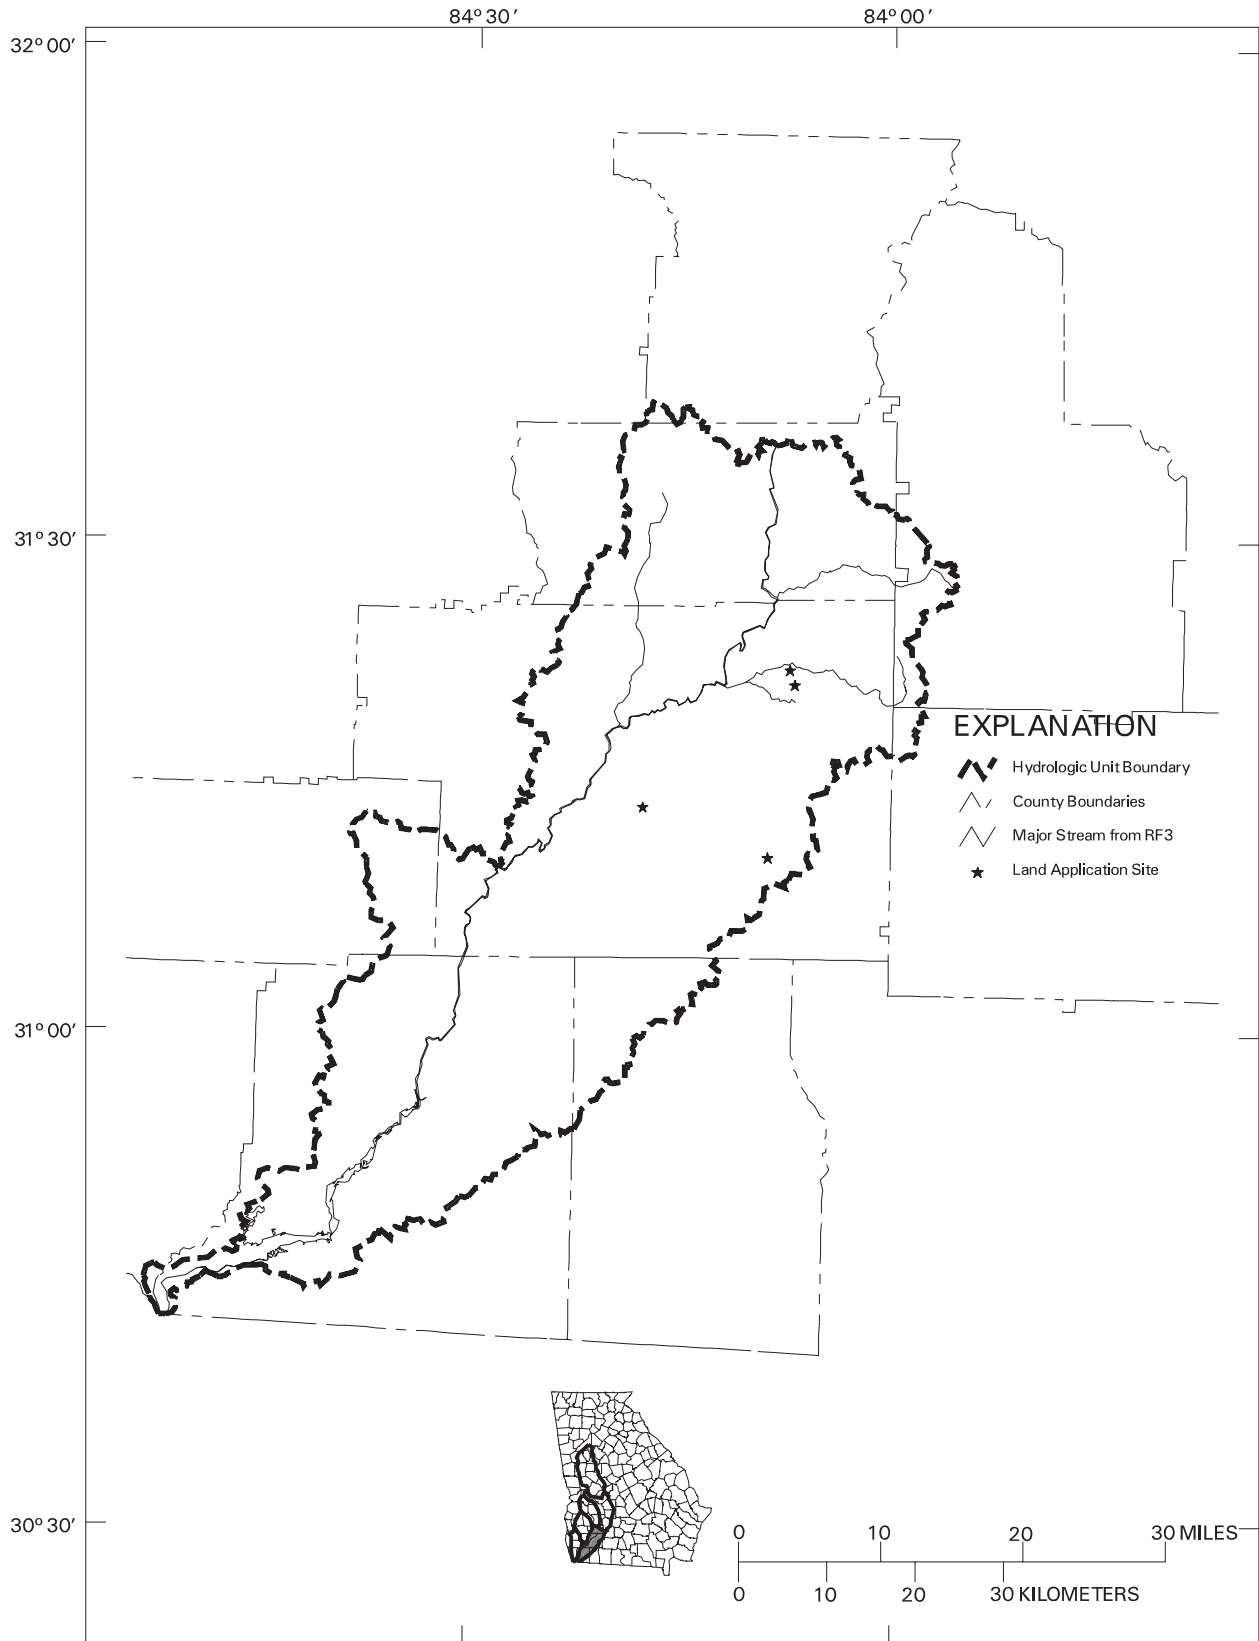 84° 30′ 84° 00′
32° 00′
31° 30′
EXPLANATION
Hydrologic Unit Boundary
County Boundaries
Major Stream from RF3
Land Application Site
31° 00′
30° 30′
0 10 20 30 MILES
0 10 20 30 KILOMETERS